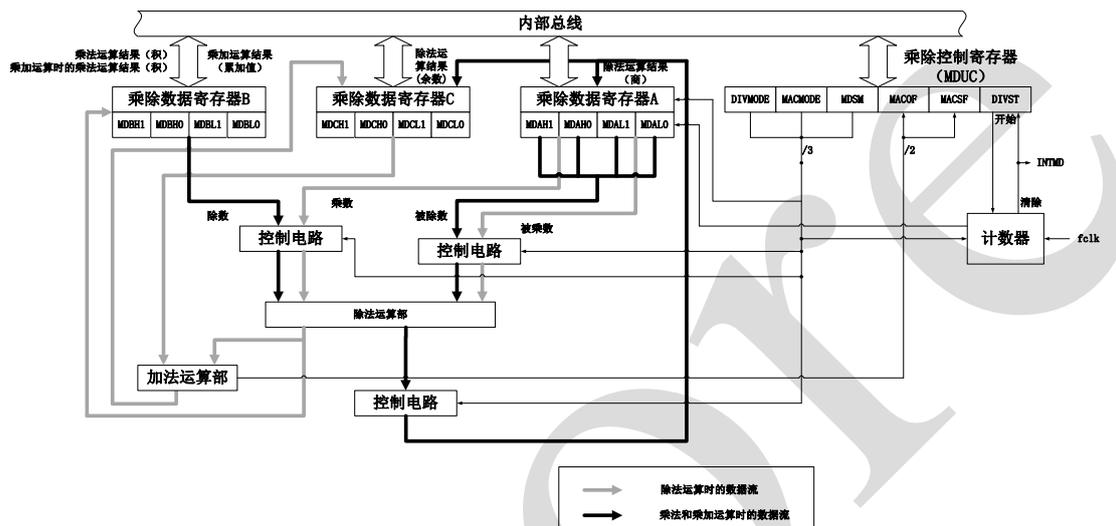 内部总线
乘法运算结果（积）
乘加运算时的乘法运算结果（积）
乘加运算结果
（累加值）
除法运
算结果
(余数)
除法运算结果
（商）
乘除控制寄存器
（MDUC）
乘除数据寄存器B
乘除数据寄存器C
乘除数据寄存器A
MDBH1 MDBH0 MDBL1 MDBL0
MDCH1 MDCH0 MDCL1 MDCL0
MDAH1 MDAH0 MDAL1 MDAL0
DIVMODE MACMODE MDSM MACOF MACSF DIVST
开始
/3
/2
INTMD
清除
除数
乘数
被除数
被乘数
控制电路
控制电路
计数器
fclk
除法运算部
加法运算部
控制电路
除法运算时的数据流
乘法和乘加运算时的数据流
ore